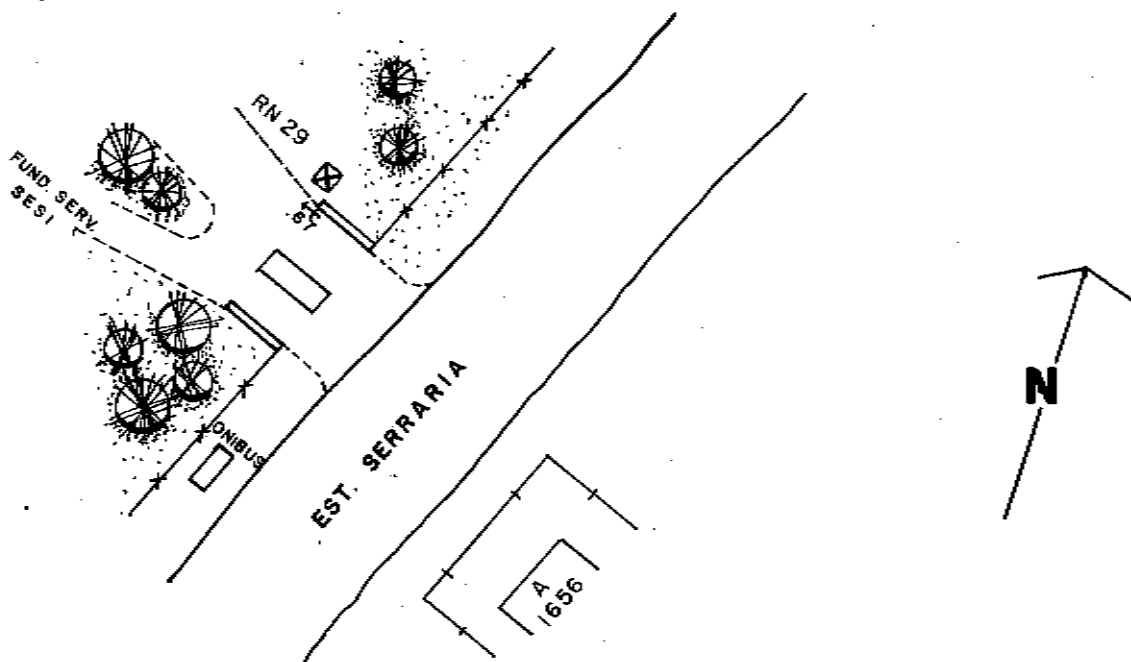 RN 29
FUND. SERV.
SESI
.67
ONIBUS
EST. SERRARIA
N
A
1656